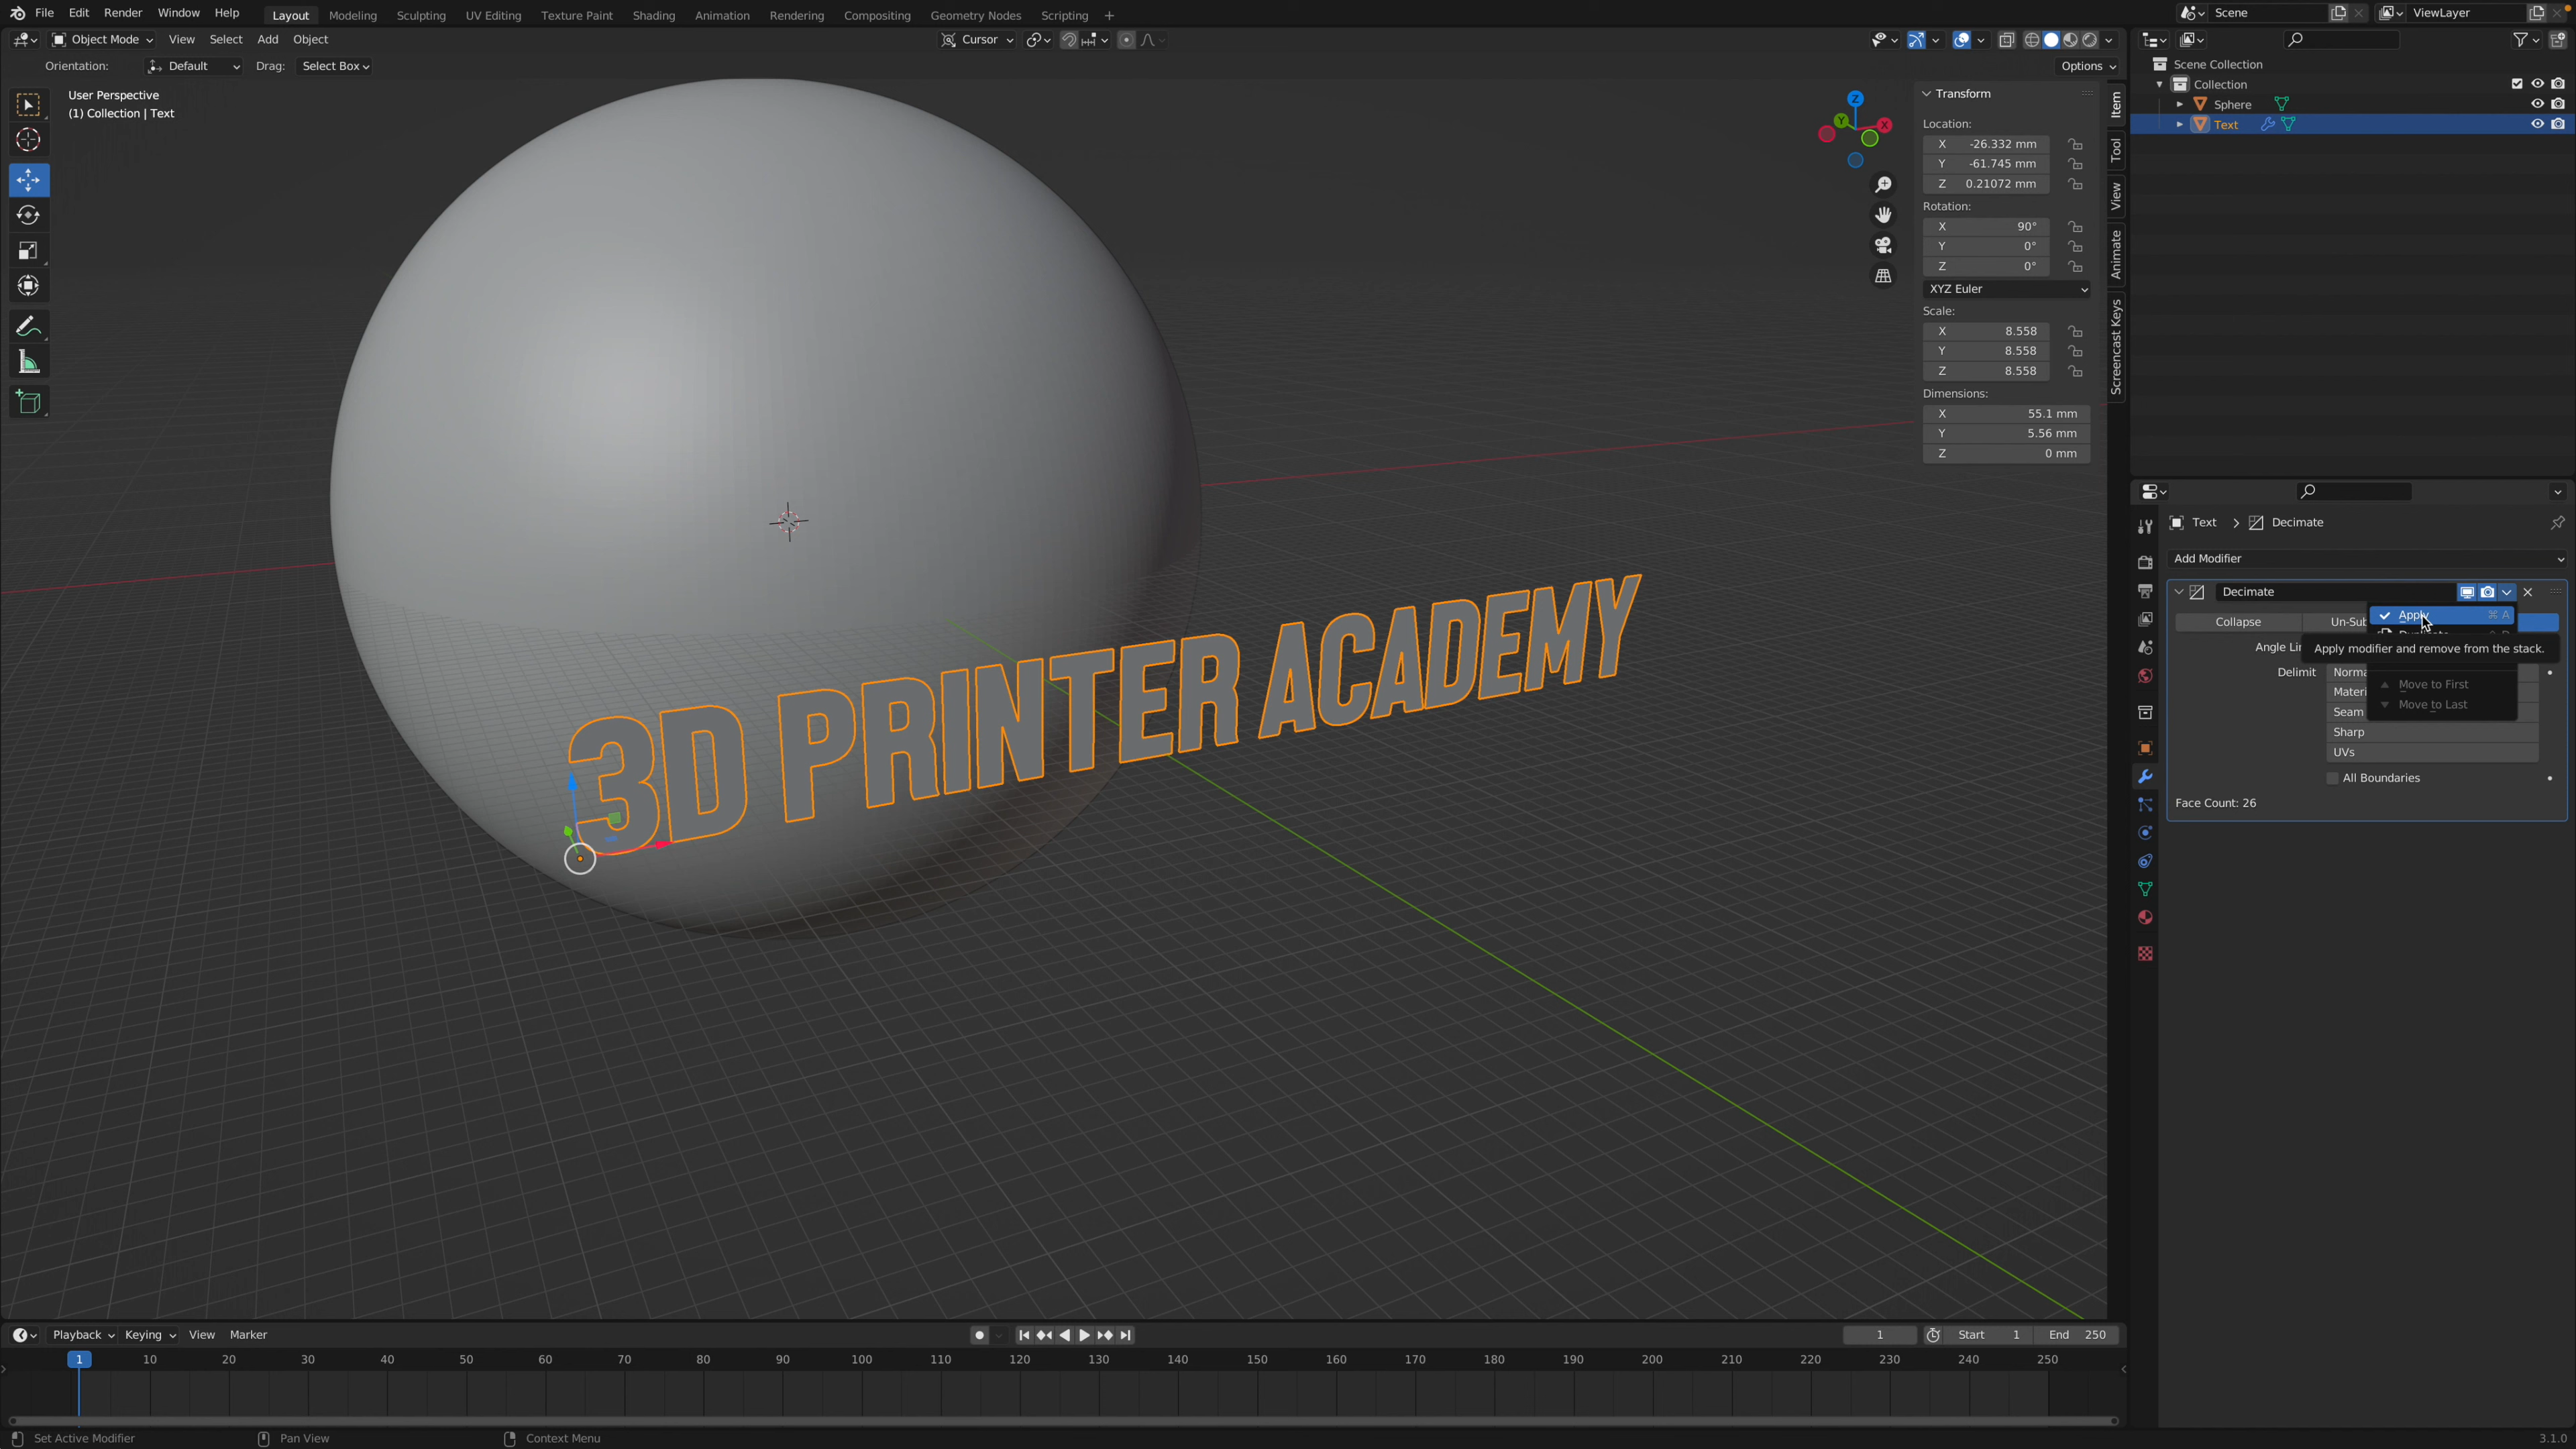 File Edit Render Window Help Layout Modeling Sculpting UV Editing Texture Paint Shading Animation Rendering Compositing Geometry Nodes Scripting + Scene ViewLayer
Object Mode View Select Add Object Cursor
Orientation: Default Drag: Select Box Options
User Perspective
(1) Collection | Text
Z
Y
X
Transform
Location:
X -26.332 mm
Y -61.745 mm
Z 0.21072 mm
Rotation:
X 90°
Y 0°
Z 0°
XYZ Euler
Scale:
X 8.558
Y 8.558
Z 8.558
Dimensions:
X 55.1 mm
Y 5.56 mm
Z 0 mm
Item
Tool
View
Animate
Screencast Keys
Scene Collection
Collection
Sphere
Text
3D PRINTER ACADEMY
Text > Decimate
Add Modifier
Decimate
Collapse Un-Sub
Apply ⌘ A
Angle Li
Apply modifier and remove from the stack.
Delimit Norma
Move to First
Materi
Move to Last
Seam
Sharp
UVs
All Boundaries
Face Count: 26
Playback Keying View Marker 1 Start 1 End 250
1 10 20 30 40 50 60 70 80 90 100 110 120 130 140 150 160 170 180 190 200 210 220 230 240 250
Set Active Modifier Pan View Context Menu 3.1.0